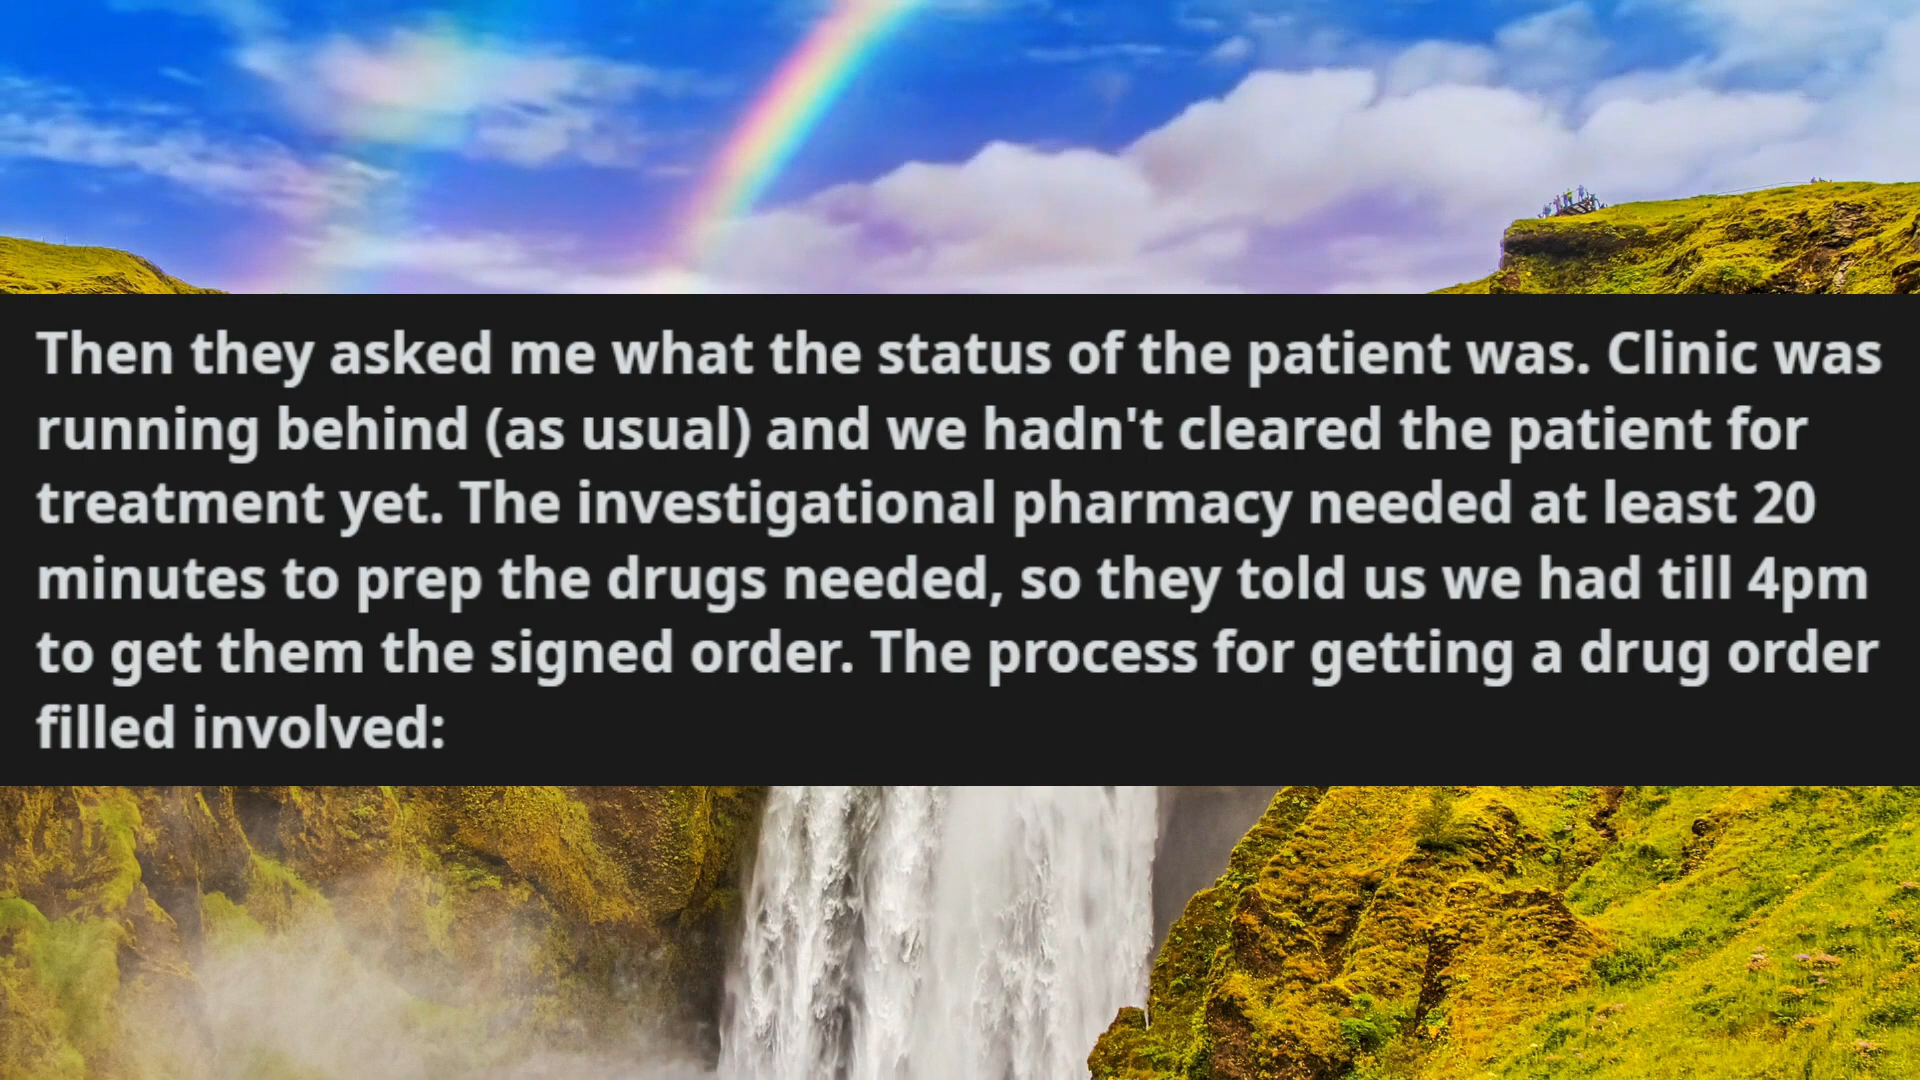 Then they asked me what the status of the patient was. Clinic was
running behind (as usual) and we hadn't cleared the patient for
treatment yet. The investigational pharmacy needed at least 20
minutes to prep the drugs needed, so they told us we had till 4pm
to get them the signed order. The process for getting a drug order
filled involved: